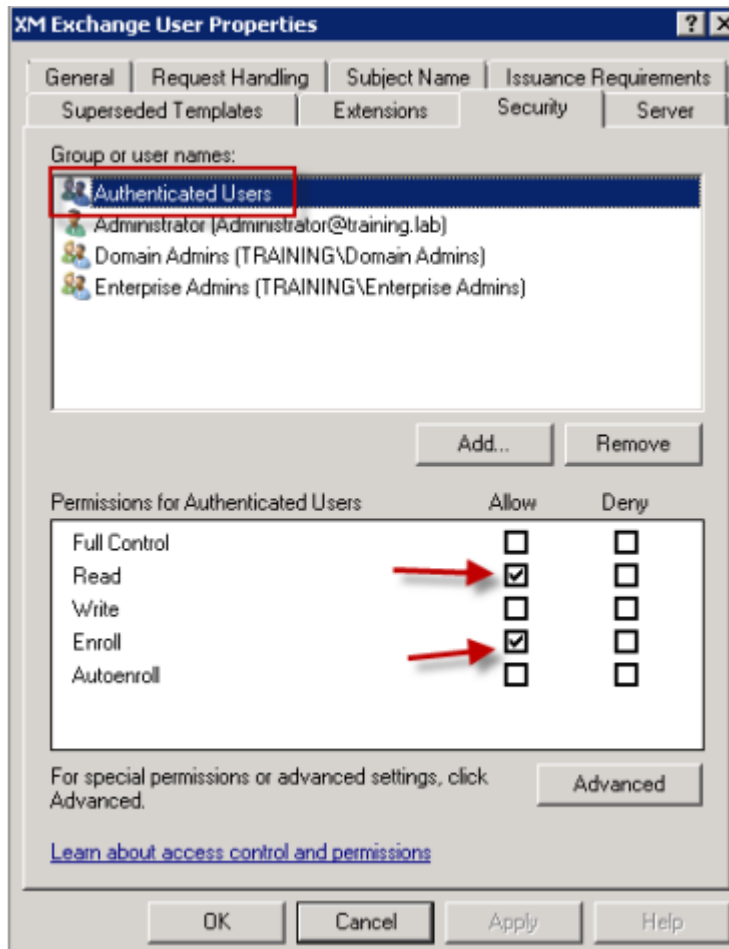 XM Exchange User Properties
General Request Handling Subject Name Issuance Requirements
Superseded Templates Extensions Security Server
Group or user names:
Authenticated Users
Administrator (Administrator@training.lab)
Domain Admins (TRAINING\Domain Admins)
Enterprise Admins (TRAINING\Enterprise Admins)
Add... Remove
Permissions for Authenticated Users Allow Deny
Full Control
Read
Write
Enroll
Autoenroll
For special permissions or advanced settings, click
Advanced.
Advanced
Learn about access control and permissions
OK Cancel Apply Help